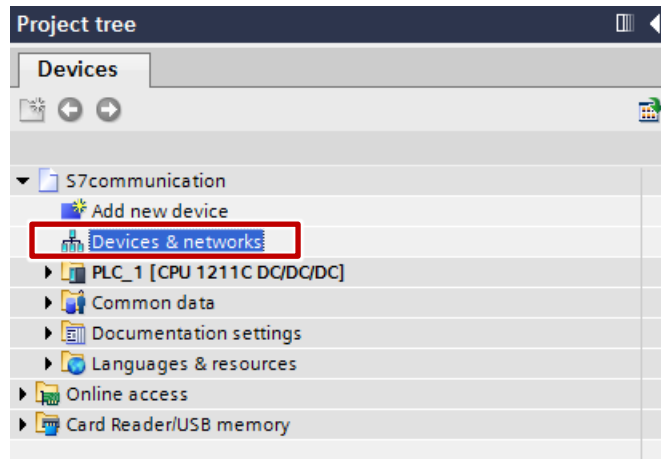 Project tree
Devices
S7communication
Add new device
Devices & networks
PLC_1 [CPU 1211C DC/DC/DC]
Common data
Documentation settings
Languages & resources
Online access
Card Reader/USB memory